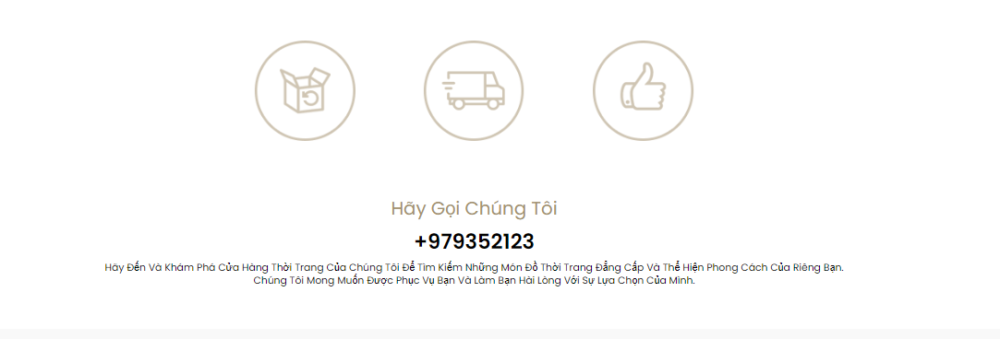 Hãy Gọi Chúng Tôi
+979352123
Hãy Đến Và Khám Phá Cửa Hàng Thời Trang Của Chúng Tôi Để Tìm Kiếm Những Món Đồ Thời Trang Đẳng Cấp Và Thể Hiện Phong Cách Của Riêng Bạn.
Chúng Tôi Mong Muốn Được Phục Vụ Bạn Và Làm Bạn Hài Lòng Với Sự Lựa Chọn Của Mình.